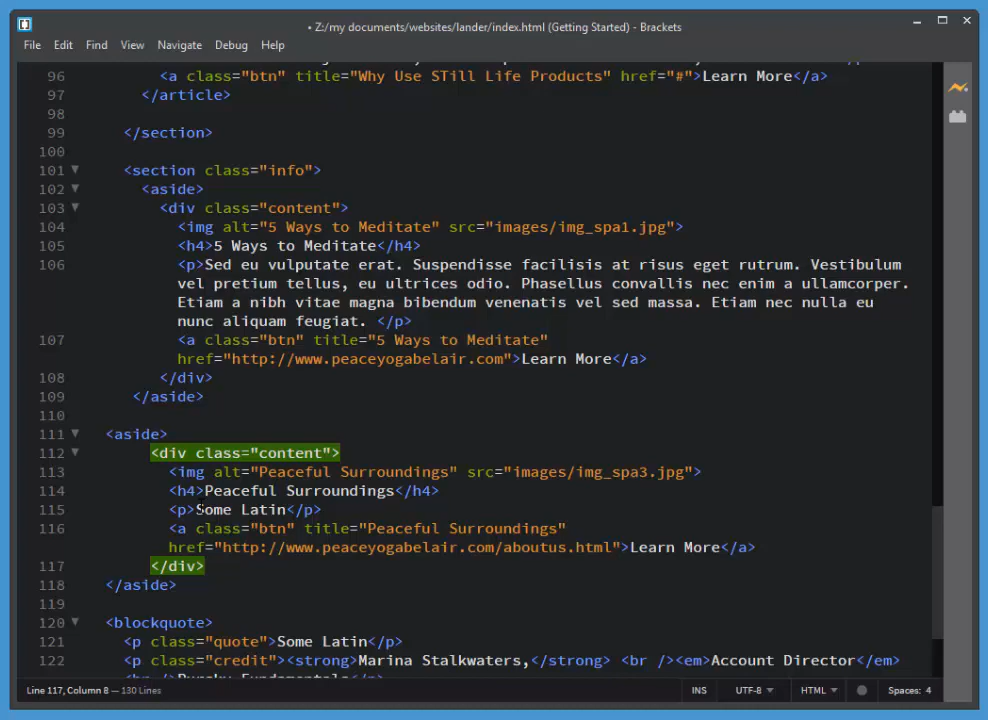 • Z:/my documents/websites/lander/index.html (Getting Started) - Brackets
File Edit Find View Navigate Debug Help
96 <a class="btn" title="Why Use STill Life Products" href="#">Learn More</a>
97 </article>
98
99 </section>
100
101 <section class="info">
102 <aside>
103 <div class="content">
104 <img alt="5 Ways to Meditate" src="images/img_spa1.jpg">
105 <h4>5 Ways to Meditate</h4>
106 <p>Sed eu vulputate erat. Suspendisse facilisis at risus eget rutrum. Vestibulum
vel pretium tellus, eu ultrices odio. Phasellus convallis nec enim a ullamcorper.
Etiam a nibh vitae magna bibendum venenatis vel sed massa. Etiam nec nulla eu
nunc aliquam feugiat. </p>
107 <a class="btn" title="5 Ways to Meditate"
href="http://www.peaceyogabelair.com">Learn More</a>
108 </div>
109 </aside>
110
111 <aside>
112 <div class="content">
113 <img alt="Peaceful Surroundings" src="images/img_spa3.jpg">
114 <h4>Peaceful Surroundings</h4>
115 <p>Some Latin</p>
116 <a class="btn" title="Peaceful Surroundings"
href="http://www.peaceyogabelair.com/aboutus.html">Learn More</a>
117 </div>
118 </aside>
119
120 <blockquote>
121 <p class="quote">Some Latin</p>
122 <p class="credit"><strong>Marina Stalkwaters,</strong> <br /><em>Account Director</em>
Line 117, Column 8 — 130 Lines INS UTF-8 HTML Spaces: 4